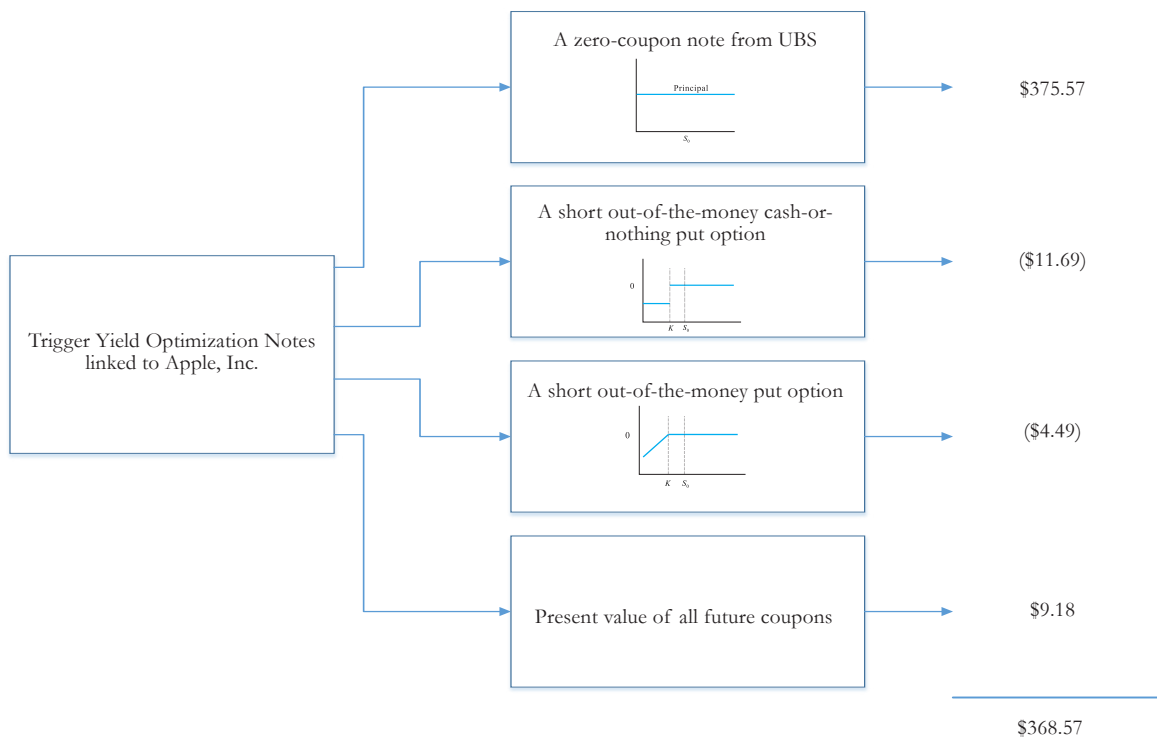 A zero-coupon note from UBS
Principal
S₀
$375.57
A short out-of-the-money cash-or-
nothing put option
0
K S₀
($11.69)
Trigger Yield Optimization Notes
linked to Apple, Inc.
A short out-of-the-money put option
0
K S₀
($4.49)
Present value of all future coupons
$9.18
$368.57